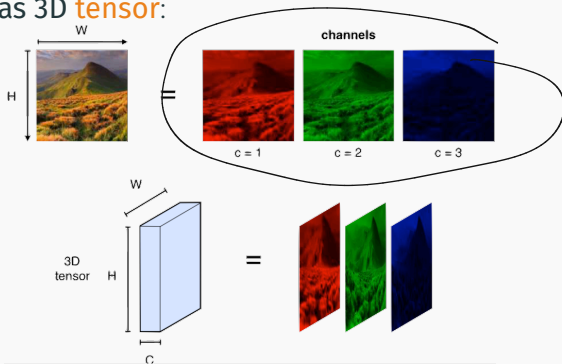 as 3D tensor:
W
channels
H
=
c = 1
c = 2
c = 3
W
3D
tensor
H
=
C